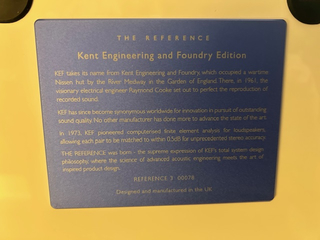 THE REFERENCE
Kent Engineering and Foundry Edition
KEF takes its name from Kent Engineering and Foundry, which occupied a wartime
Nissen hut by the River Medway in the Garden of England. There, in 1961, the
visionary electrical engineer Raymond Cooke set out to perfect the reproduction of
recorded sound.
KEF has since become synonymous worldwide for innovation in pursuit of outstanding
sound quality. No other manufacturer has done more to advance the state of the art.
In 1973, KEF pioneered computerised finite element analysis for loudspeakers,
allowing each pair to be matched to within 0.5dB for unprecedented stereo accuracy.
THE REFERENCE was born - the supreme expression of KEF's total system design
philosophy, where the science of advanced acoustic engineering meets the art of
inspired product design.
REFERENCE 3
Designed and manufactured in the UK